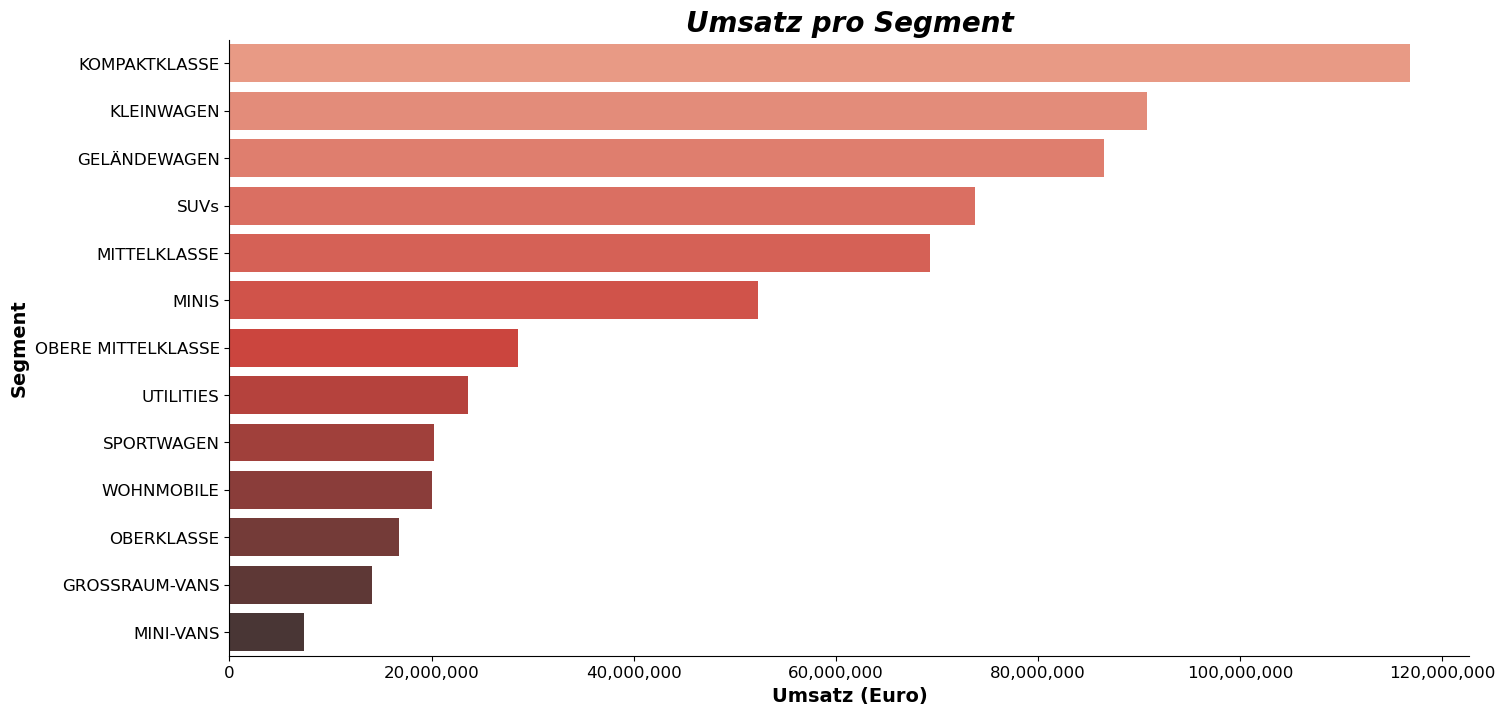 Umsatz pro Segment
Segment
KOMPAKTKLASSE
KLEINWAGEN
GELÄNDEWAGEN
SUVs
MITTELKLASSE
MINIS
OBERE MITTELKLASSE
UTILITIES
SPORTWAGEN
WOHNMOBILE
OBERKLASSE
GROSSRAUM-VANS
MINI-VANS
0 20,000,000 40,000,000 60,000,000 80,000,000 100,000,000 120,000,000
Umsatz (Euro)